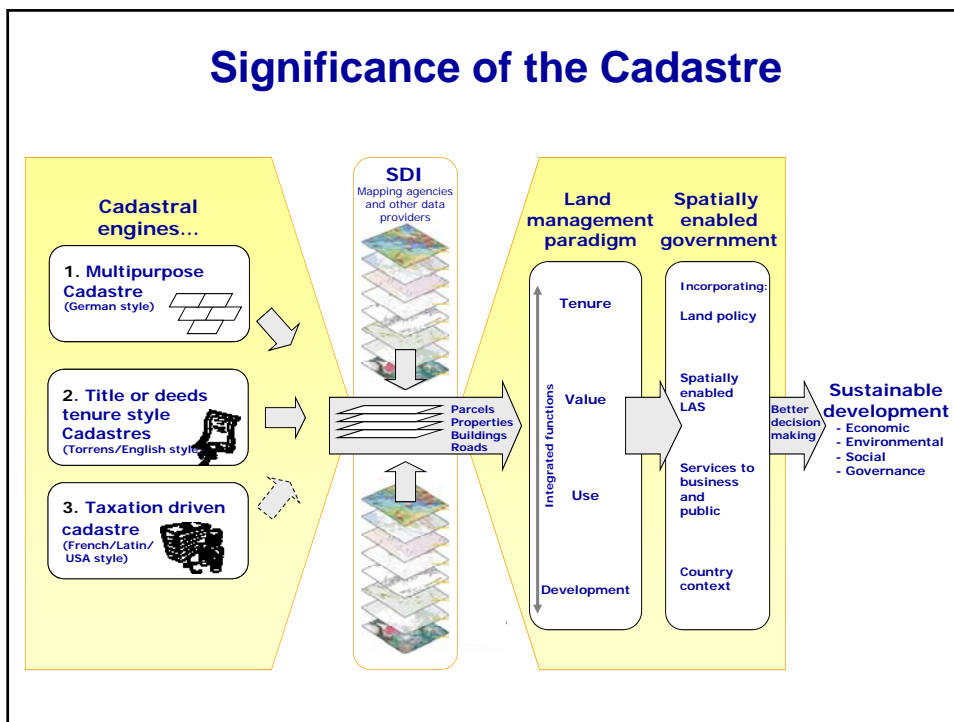 Significance of the Cadastre
Cadastral
engines...
1. Multipurpose
Cadastre
(German style)
2. Title or deeds
tenure style
Cadastres
(Torrens/English style
3. Taxation driven
cadastre
(French/Latin/
USA style)
SDI
Mapping agencies
and other data
providers
Parcels
Properties
Buildings
Roads
Land
management
paradigm
Integrated functions
Tenure
Value
Use
Development
Spatially
enabled
government
Incorporating:
Land policy
Spatially
enabled
LAS
Services to
business
and
public
Country
context
Better
decision
making
Sustainable
development
- Economic
- Environmental
- Social
- Governance